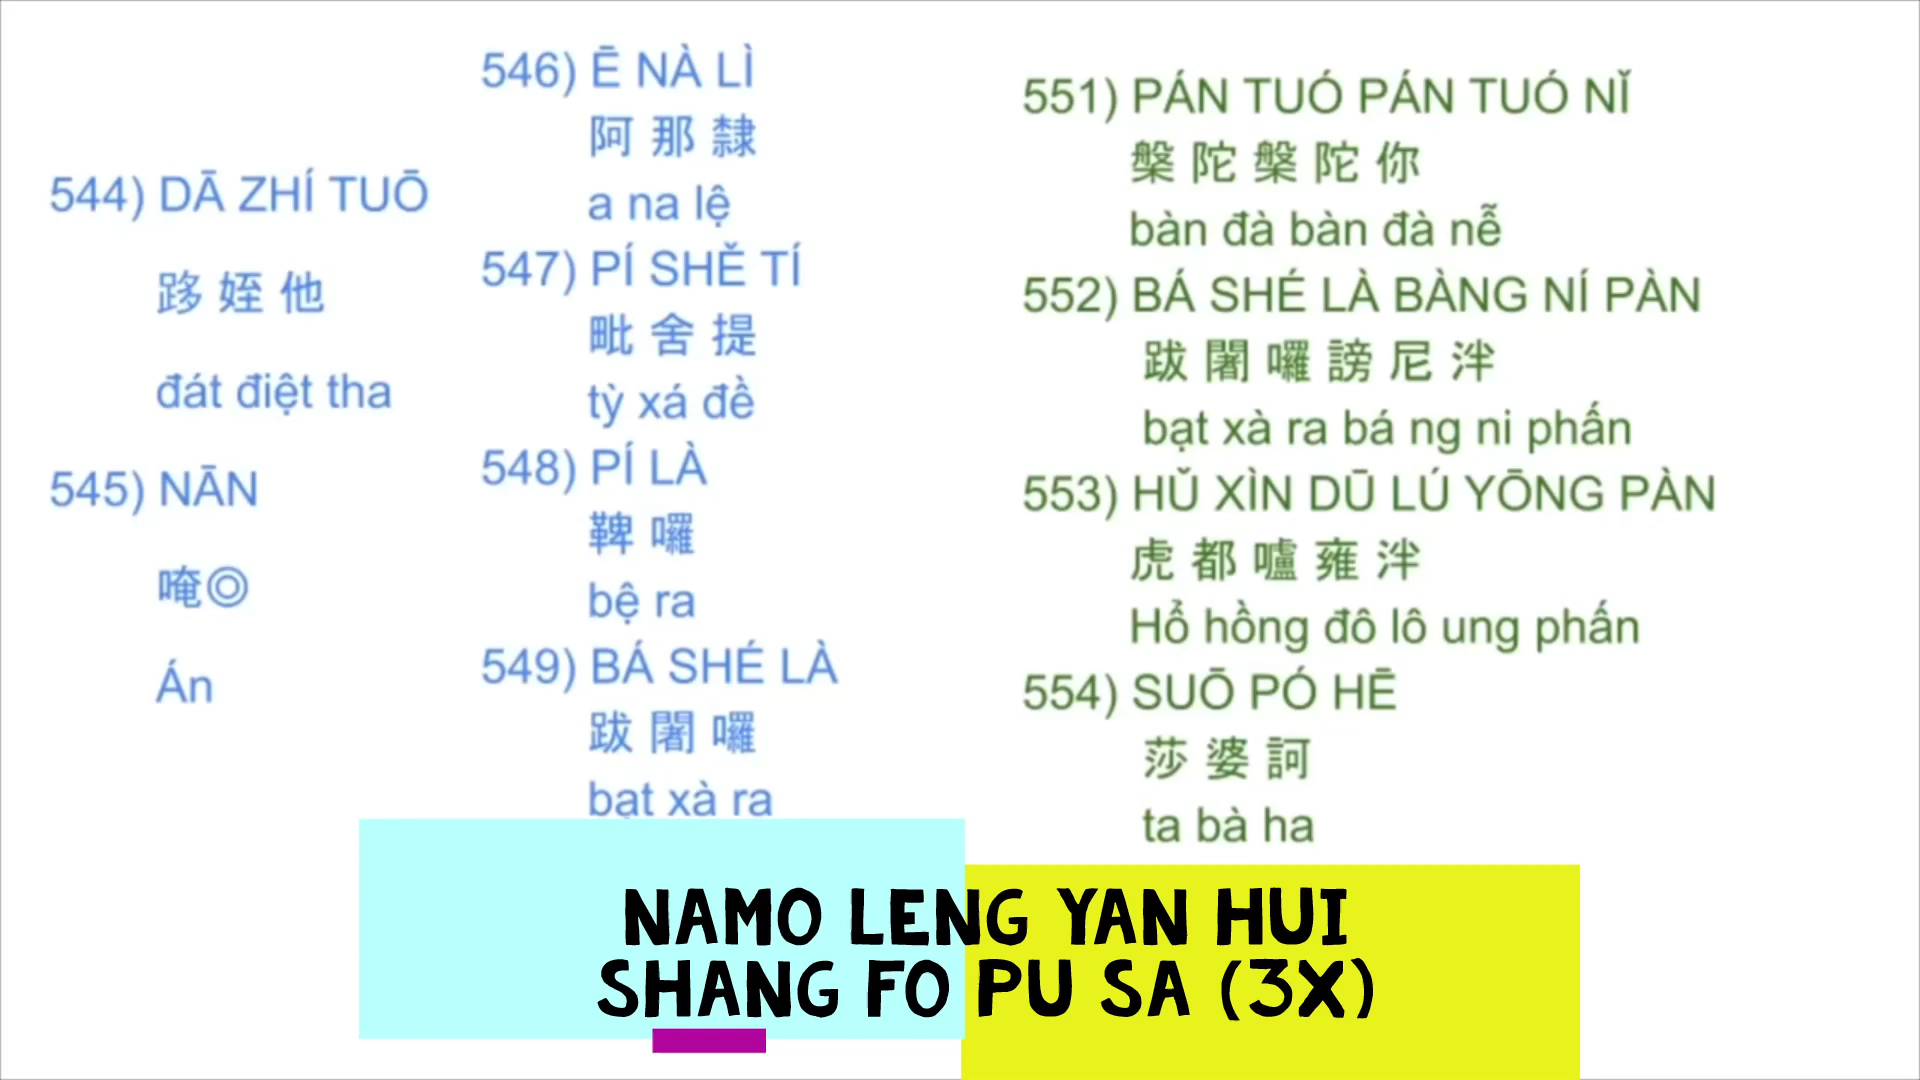 544) DĀ ZHÍ TUŌ
跢 姪 他
đát điệt tha
545) NĀN
唵◎
Án
546) Ē NÀ LÌ
阿 那 隸
a na lệ
547) PÍ SHĚ TÍ
毗 舍 提
tỳ xá đề
548) PÍ LÀ
鞞 囉
bệ ra
549) BÁ SHÉ LÀ
跋 闍 囉
bạt xà ra
551) PÁN TUÓ PÁN TUÓ NǏ
槃 陀 槃 陀 你
bàn đà bàn đà nễ
552) BÁ SHÉ LÀ BÀNG NÍ PÀN
跋 闍 囉 謗 尼 泮
bạt xà ra bá ng ni phấn
553) HǓ XÌN DŪ LÚ YŌNG PÀN
虎 都 嚧 雍 泮
Hổ hồng đô lô ung phấn
554) SUŌ PÓ HĒ
莎 婆 訶
ta bà ha
NAMO LENG YAN HUI
SHANG FO PU SA (3X)